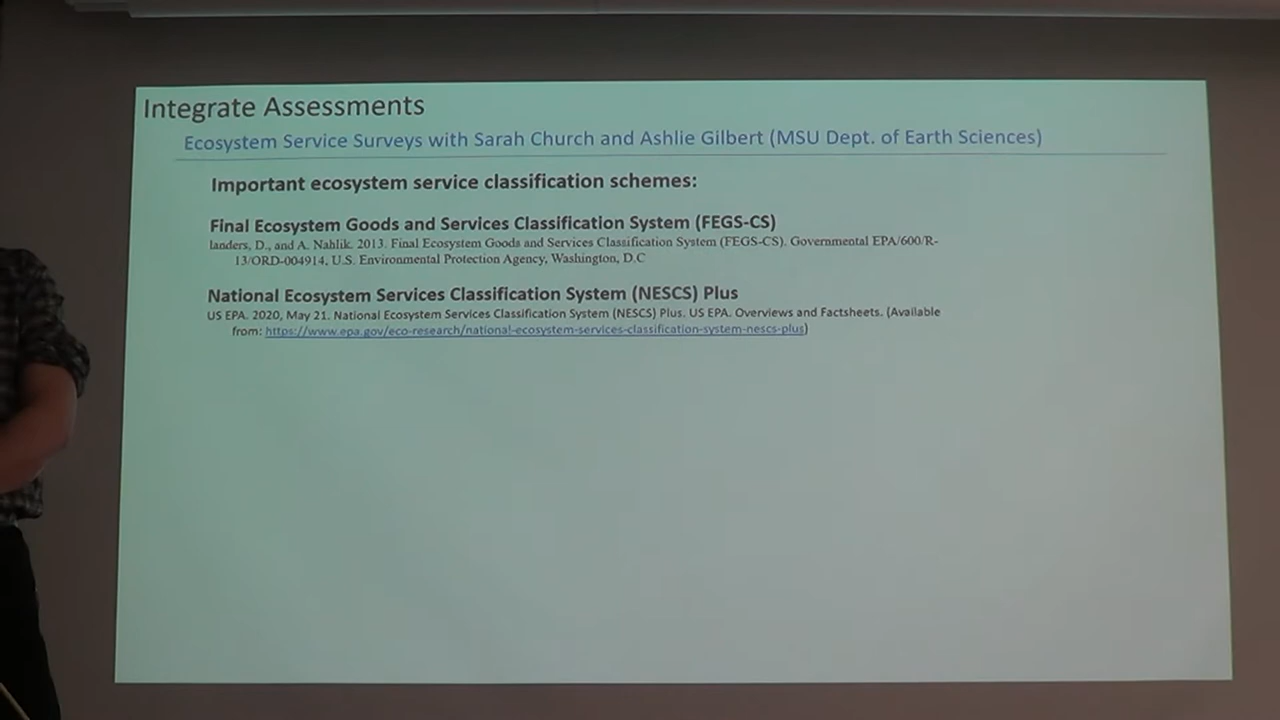 Integrate Assessments
Ecosystem Service Surveys with Sarah Church and Ashlie Gilbert (MSU Dept. of Earth Sciences)
Important ecosystem service classification schemes:
Final Ecosystem Goods and Services Classification System (FEGS-CS)
landers, D., and A. Nahlik. 2013. Final Ecosystem Goods and Services Classification System (FEGS-CS). Governmental EPA/600/R-
13/ORD-004914, U.S. Environmental Protection Agency, Washington, D.C
National Ecosystem Services Classification System (NESCS) Plus
US EPA. 2020, May 21. National Ecosystem Services Classification System (NESCS) Plus. US EPA. Overviews and Factsheets. (Available
from: https://www.epa.gov/eco-research/national-ecosystem-services-classification-system-nescs-plus)